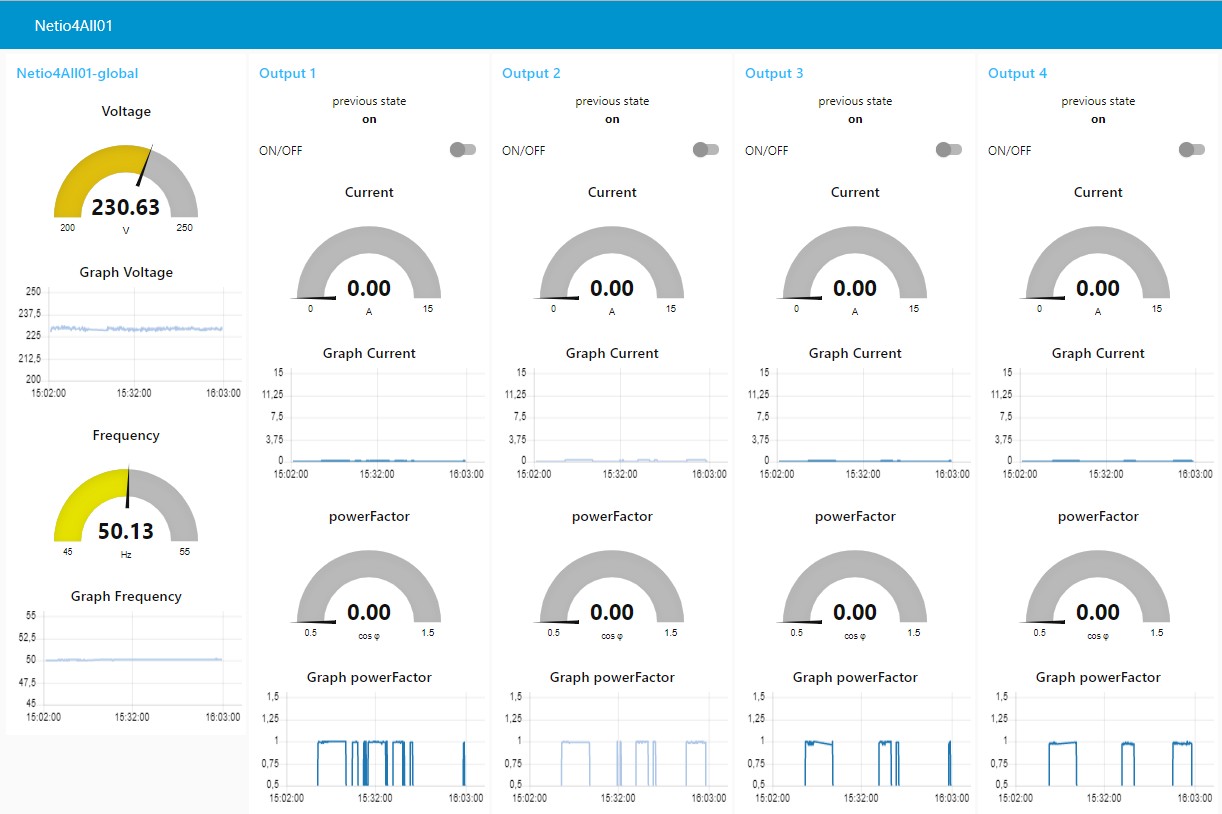 Netio4All01
Netio4All01-global
Voltage
230.63
200
V
250
Graph Voltage
250
237,5
225
212,5
200
15:02:00
15:32:00
16:03:00
Frequency
50.13
45
Hz
55
Graph Frequency
55
52,5
50
47,5
45
15:02:00
15:32:00
16:03:00
Output 1
previous state
on
ON/OFF
Current
0.00
0
A
15
Graph Current
15
11,25
7,5
3,75
0
15:02:00
15:32:00
16:03:00
powerFactor
0.00
0.5
cos φ
1.5
Graph powerFactor
1,5
1,25
1
0,75
0,5
15:02:00
15:32:00
16:03:00
Output 2
previous state
on
ON/OFF
Current
0.00
0
A
15
Graph Current
15
11,25
7,5
3,75
0
15:02:00
15:32:00
16:03:00
powerFactor
0.00
0.5
cos φ
1.5
Graph powerFactor
1,5
1,25
1
0,75
0,5
15:02:00
15:32:00
16:03:00
Output 3
previous state
on
ON/OFF
Current
0.00
0
A
15
Graph Current
15
11,25
7,5
3,75
0
15:02:00
15:32:00
16:03:00
powerFactor
0.00
0.5
cos φ
1.5
Graph powerFactor
1,5
1,25
1
0,75
0,5
15:02:00
15:32:00
16:03:00
Output 4
previous state
on
ON/OFF
Current
0.00
0
A
15
Graph Current
15
11,25
7,5
3,75
0
15:02:00
15:32:00
16:03:00
powerFactor
0.00
0.5
cos φ
1.5
Graph powerFactor
1,5
1,25
1
0,75
0,5
15:02:00
15:32:00
16:03:00